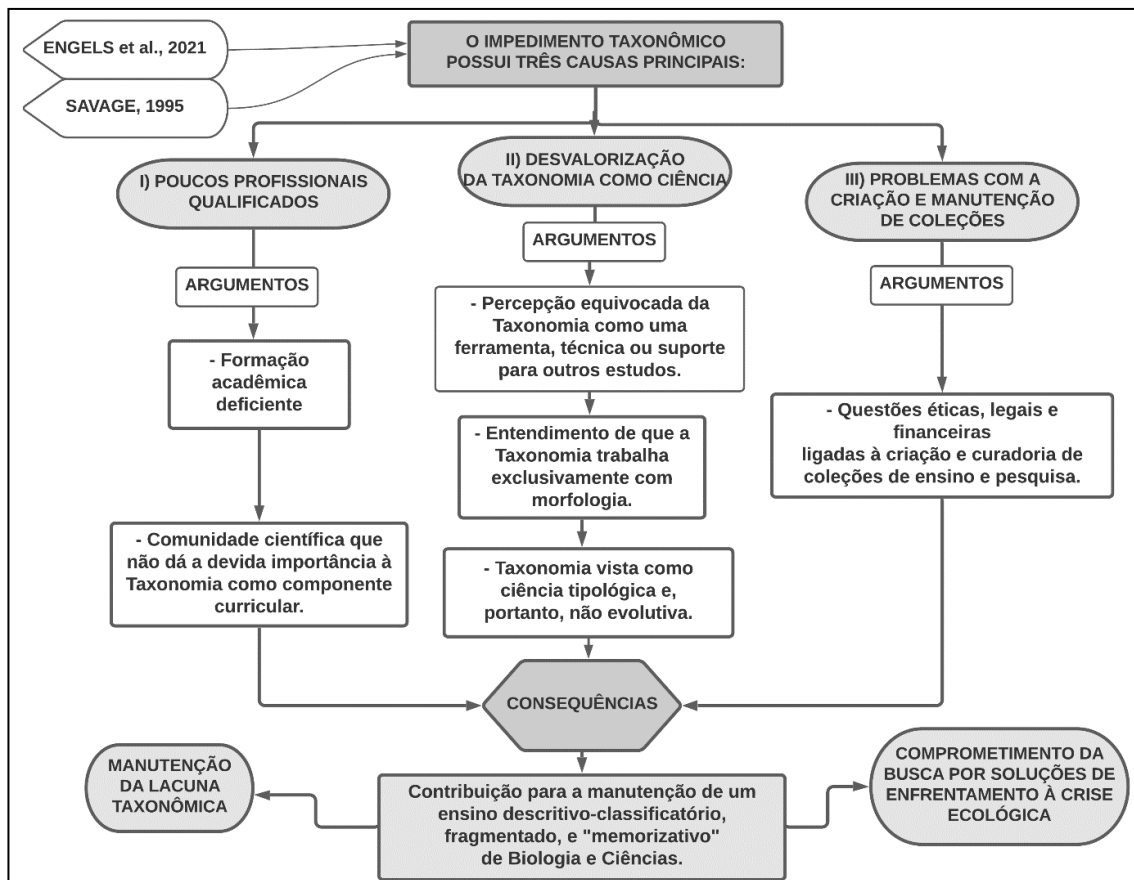 ENGELS et al., 2021
SAVAGE, 1995
O IMPEDIMENTO TAXONÔMICO
POSSUI TRÊS CAUSAS PRINCIPAIS:
I) POUCOS PROFISSIONAIS
QUALIFICADOS
ARGUMENTOS
- Formação
acadêmica
deficiente
- Comunidade científica que
não dá a devida importância à
Taxonomia como componente
curricular.
II) DESVALORIZAÇÃO
DA TAXONOMIA COMO CIÊNCIA
ARGUMENTOS
- Percepção equivocada da
Taxonomia como uma
ferramenta, técnica ou suporte
para outros estudos.
- Entendimento de que a
Taxonomia trabalha
exclusivamente com
morfologia.
- Taxonomia vista como
ciência tipológica e,
portanto, não evolutiva.
III) PROBLEMAS COM A
CRIAÇÃO E MANUTENÇÃO
DE COLEÇÕES
ARGUMENTOS
- Questões éticas, legais e
financeiras
ligadas à criação e curadoria de
coleções de ensino e pesquisa.
CONSEQUÊNCIAS
MANUTENÇÃO
DA LACUNA
TAXONÔMICA
Contribuição para a manutenção de um
ensino descritivo-classificatório,
fragmentado, e "memorizativo"
de Biologia e Ciências.
COMPROMETIMENTO DA
BUSCA POR SOLUÇÕES DE
ENFRENTAMENTO À CRISE
ECOLÓGICA